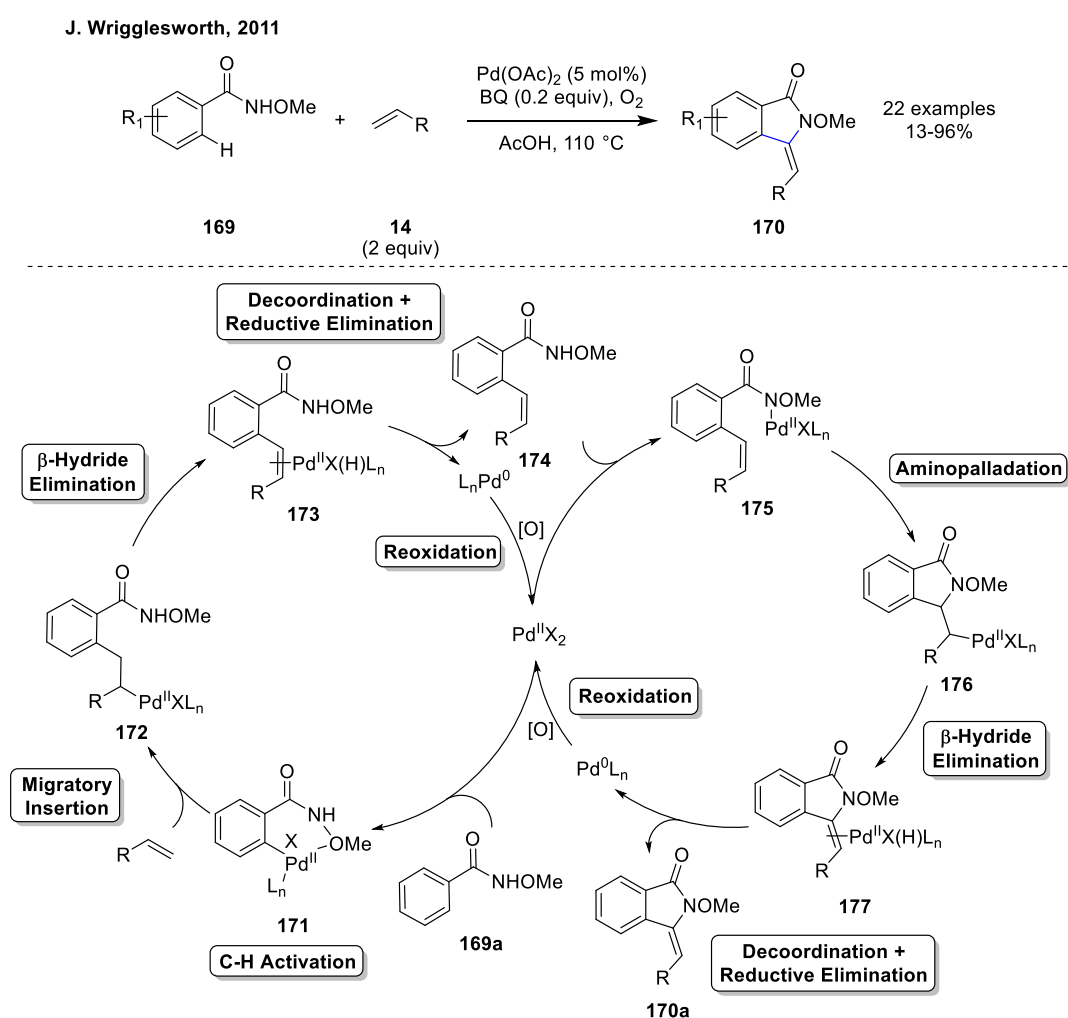 J. Wrigglesworth, 2011
O
NHOMe
R₁
H
169
+
R
14
(2 equiv)
Pd(OAc)₂ (5 mol%)
BQ (0.2 equiv), O₂
AcOH, 110 °C
O
NOMe
R₁
R
170
22 examples
13-96%
Decoordination +
Reductive Elimination
O
NHOMe
R
174
O
NHOMe
PdᴵᴵX(H)Lₙ
R
173
LₙPd⁰
β-Hydride
Elimination
O
NOMe
PdᴵᴵXLₙ
R
175
Aminopalladation
[O]
Reoxidation
O
NHOMe
R
PdᴵᴵXLₙ
172
PdᴵᴵX₂
O
NOMe
R
PdᴵᴵXLₙ
176
Reoxidation
[O]
β-Hydride
Elimination
Migratory
Insertion
R
O
NH
X
OMe
Pdᴵᴵ
Lₙ
171
C-H Activation
O
NHOMe
169a
Pd⁰Lₙ
O
NOMe
R
170a
O
NOMe
PdᴵᴵX(H)Lₙ
R
177
Decoordination +
Reductive Elimination